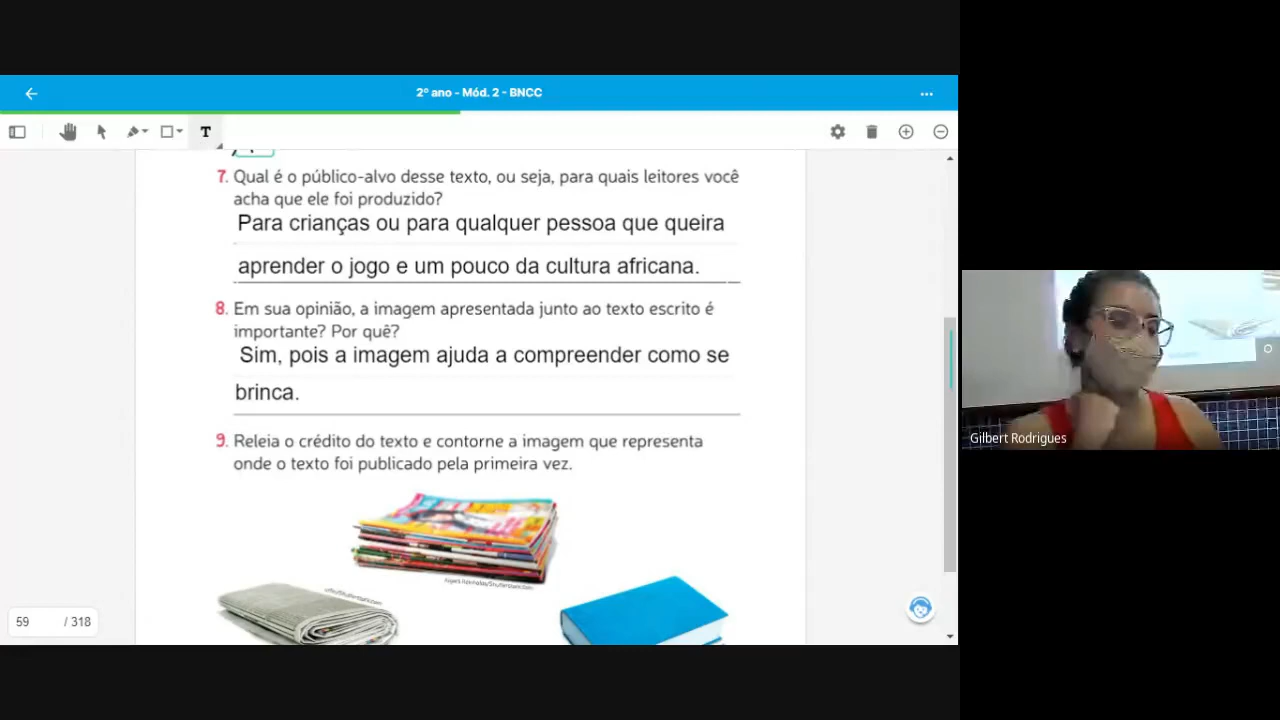 2º ano - Mód. 2 - BNCC
...
T
7. Qual é o público-alvo desse texto, ou seja, para quais leitores você
acha que ele foi produzido?
Para crianças ou para qualquer pessoa que queira
aprender o jogo e um pouco da cultura africana.
8. Em sua opinião, a imagem apresentada junto ao texto escrito é
importante? Por quê?
Sim, pois a imagem ajuda a compreender como se
brinca.
9. Releia o crédito do texto e contorne a imagem que representa
onde o texto foi publicado pela primeira vez.
59 / 318
Gilbert Rodrigues